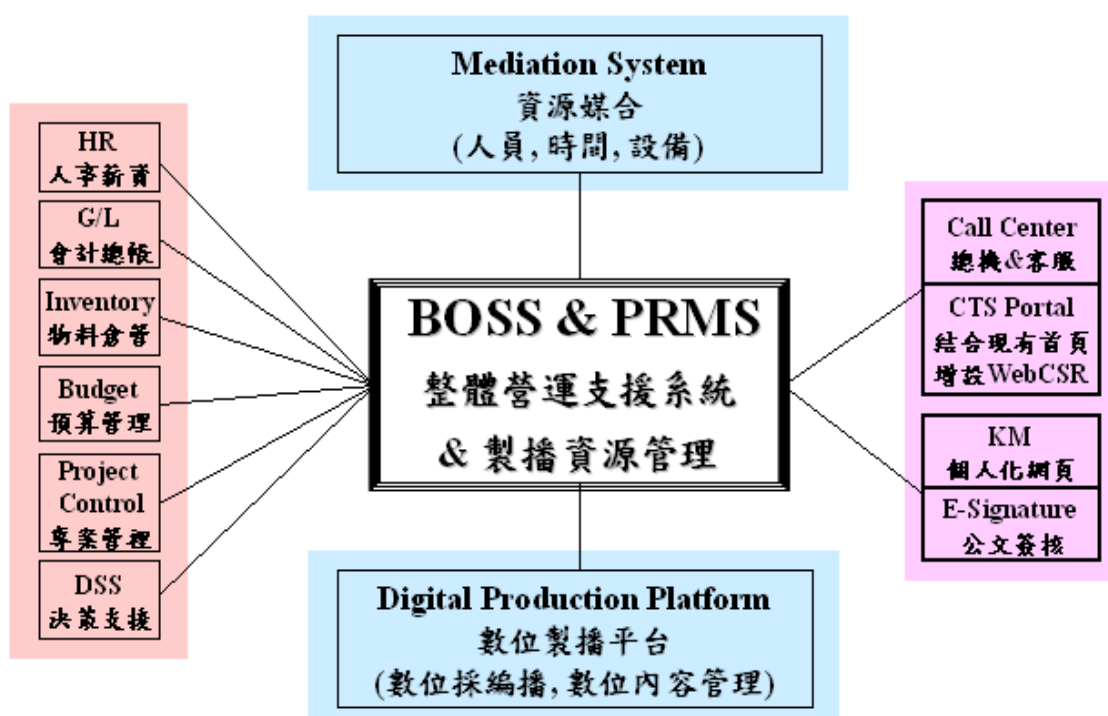 Mediation System
資源媒合
(人員, 時間, 設備)
HR
人事薪資
G/L
會計總帳
Inventory
物料倉管
Budget
預算管理
Project
Control
專案管理
DSS
決策支援
BOSS & PRMS
整體營運支援系統
& 製播資源管理
Call Center
總機&客服
CTS Portal
結合現有首頁
增設WebCSR
KM
個人化網頁
E-Signature
公文簽核
Digital Production Platform
數位製播平台
(數位採編播, 數位內容管理)